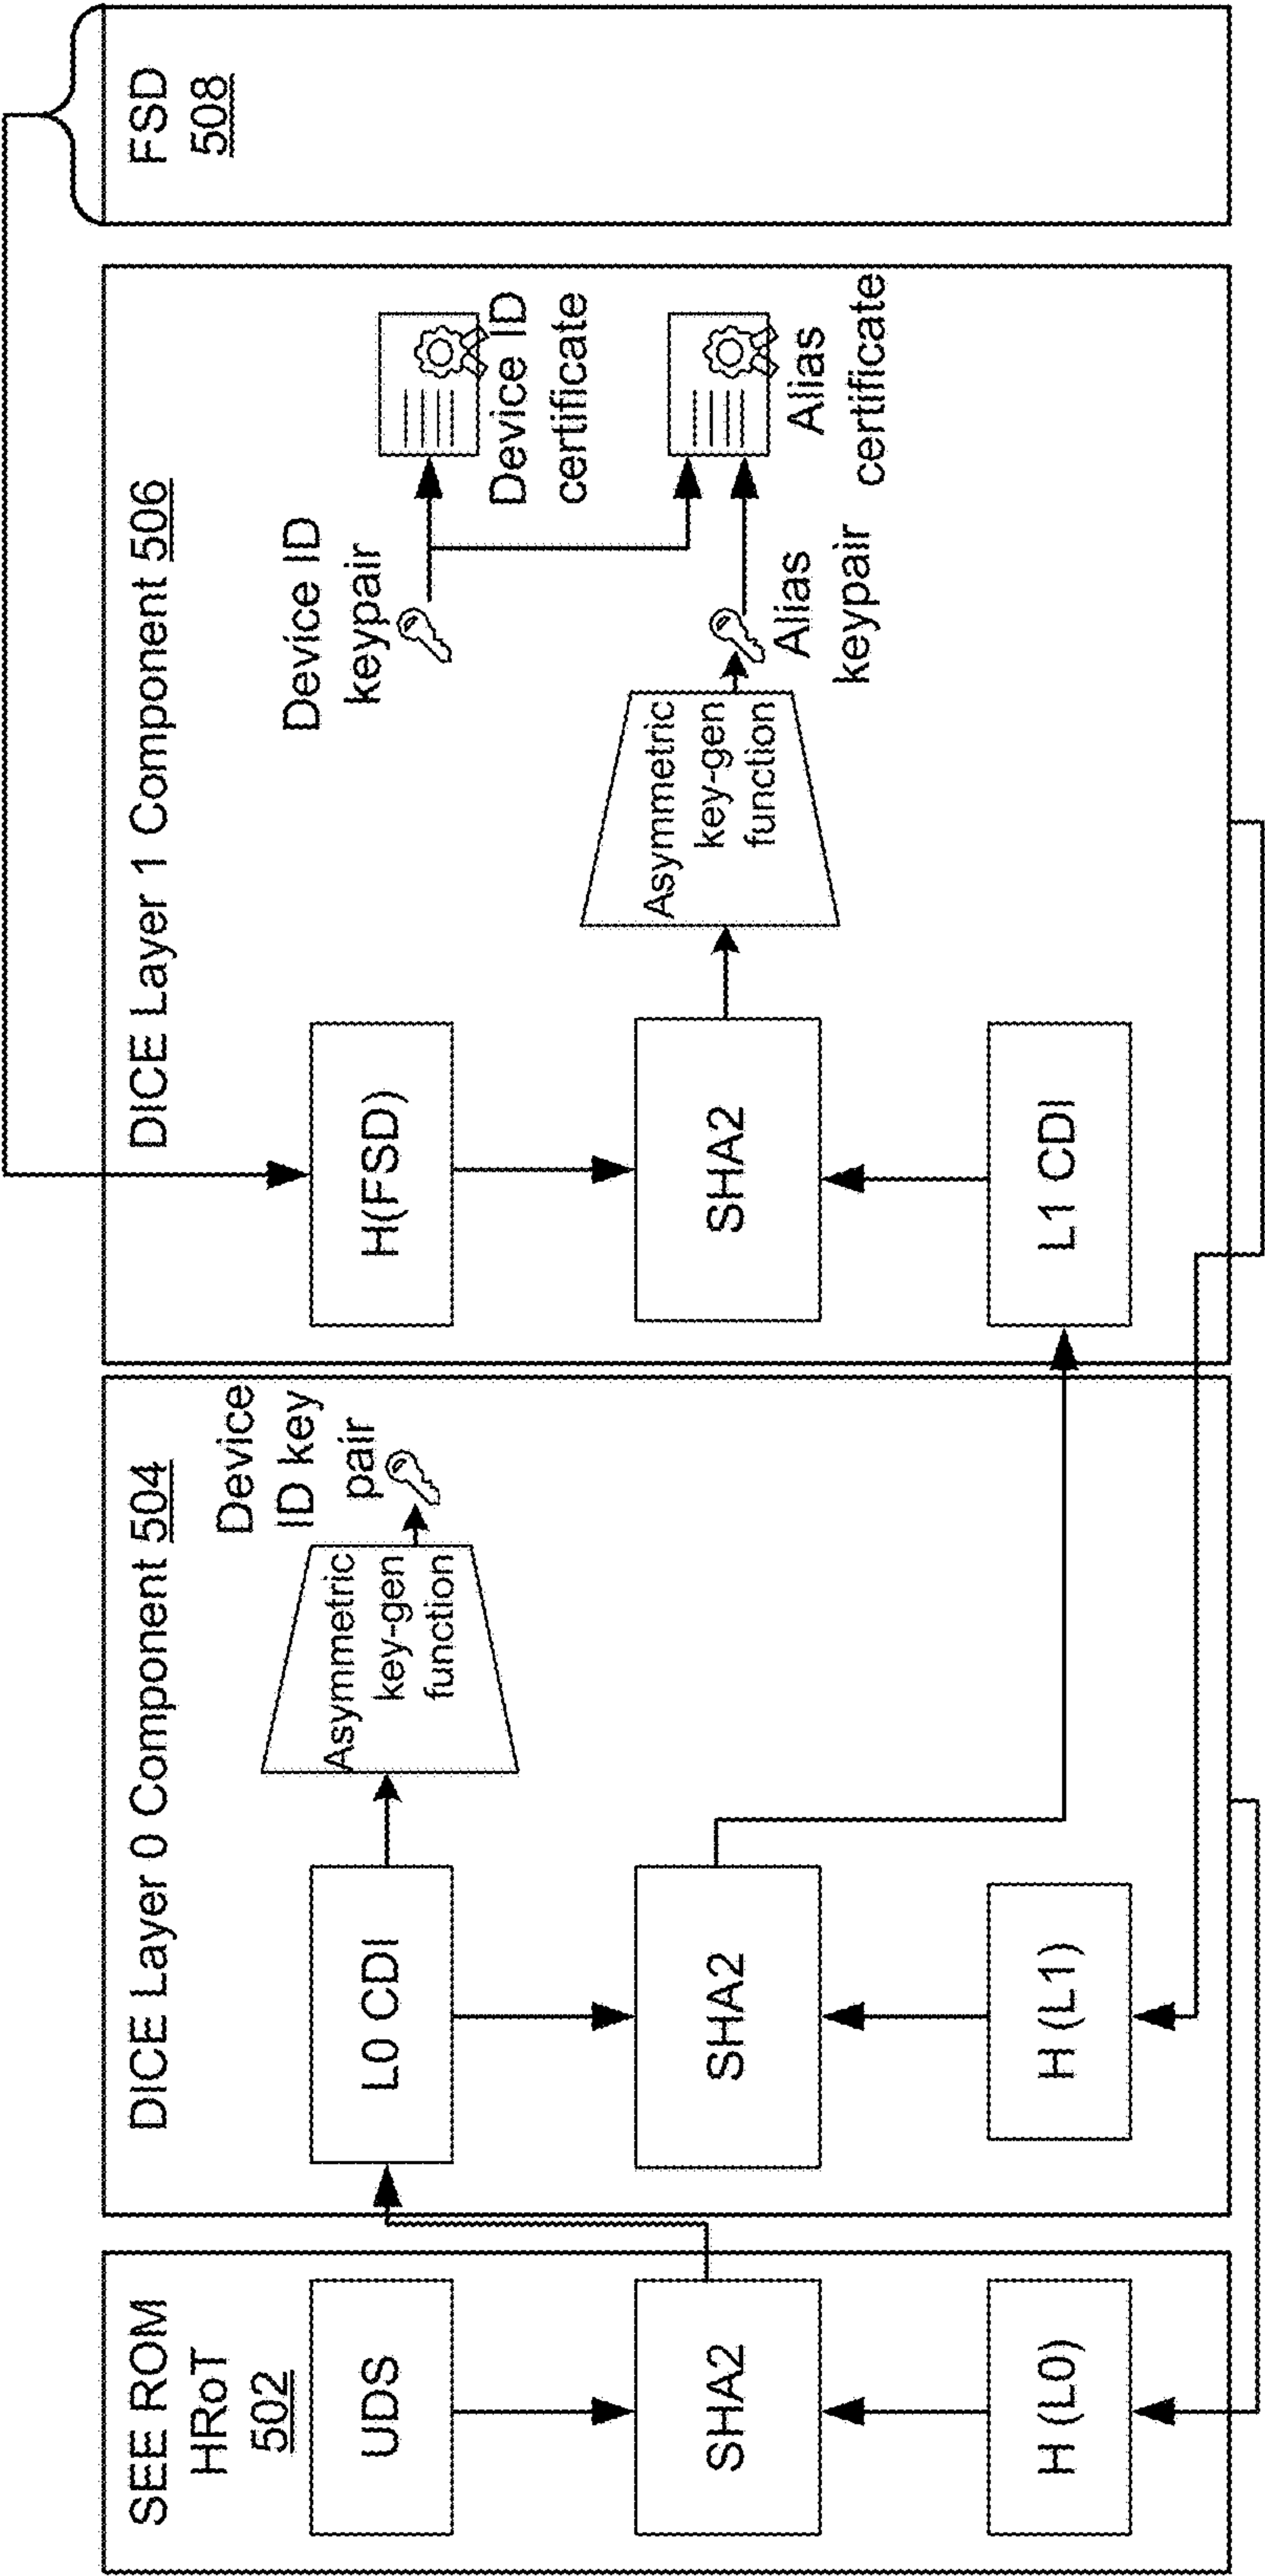 SEE ROM
HRoT
502
UDS
SHA2
H (L0)
DICE Layer 0 Component 504
L0 CDI
Asymmetric
key-gen
function
Device
ID key
pair
SHA2
H (L1)
DICE Layer 1 Component 506
H(FSD)
SHA2
L1 CDI
Asymmetric
key-gen
function
Device ID
keypair
Alias
keypair
Device ID
certificate
Alias
certificate
FSD
508